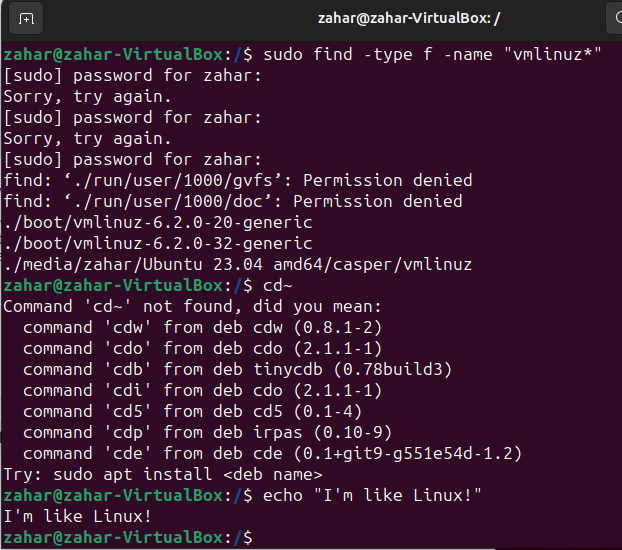 zahar@zahar-VirtualBox: /
zahar@zahar-VirtualBox:/$ sudo find -type f -name "vmlinuz*"
[sudo] password for zahar:
Sorry, try again.
[sudo] password for zahar:
Sorry, try again.
[sudo] password for zahar:
find: ‘./run/user/1000/gvfs’: Permission denied
find: ‘./run/user/1000/doc’: Permission denied
./boot/vmlinuz-6.2.0-20-generic
./boot/vmlinuz-6.2.0-32-generic
./media/zahar/Ubuntu 23.04 amd64/casper/vmlinuz
zahar@zahar-VirtualBox:/$ cd~
Command 'cd~' not found, did you mean:
  command 'cdw' from deb cdw (0.8.1-2)
  command 'cdo' from deb cdo (2.1.1-1)
  command 'cdb' from deb tinycdb (0.78build3)
  command 'cdi' from deb cdo (2.1.1-1)
  command 'cd5' from deb cd5 (0.1-4)
  command 'cdp' from deb irpas (0.10-9)
  command 'cde' from deb cde (0.1+git9-g551e54d-1.2)
Try: sudo apt install <deb name>
zahar@zahar-VirtualBox:/$ echo "I'm like Linux!"
I'm like Linux!
zahar@zahar-VirtualBox:/$